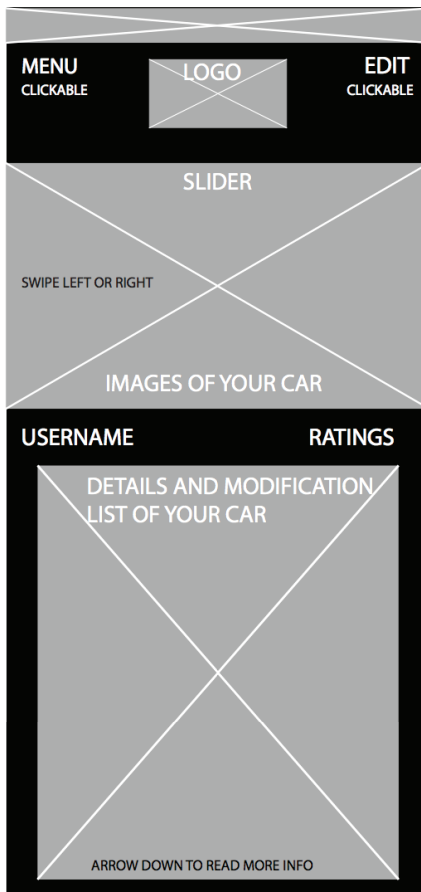 MENU LOGO EDIT
CLICKABLE CLICKABLE
SLIDER
SWIPE LEFT OR RIGHT
IMAGES OF YOUR CAR
USERNAME RATINGS
DETAILS AND MODIFICATION
LIST OF YOUR CAR
ARROW DOWN TO READ MORE INFO